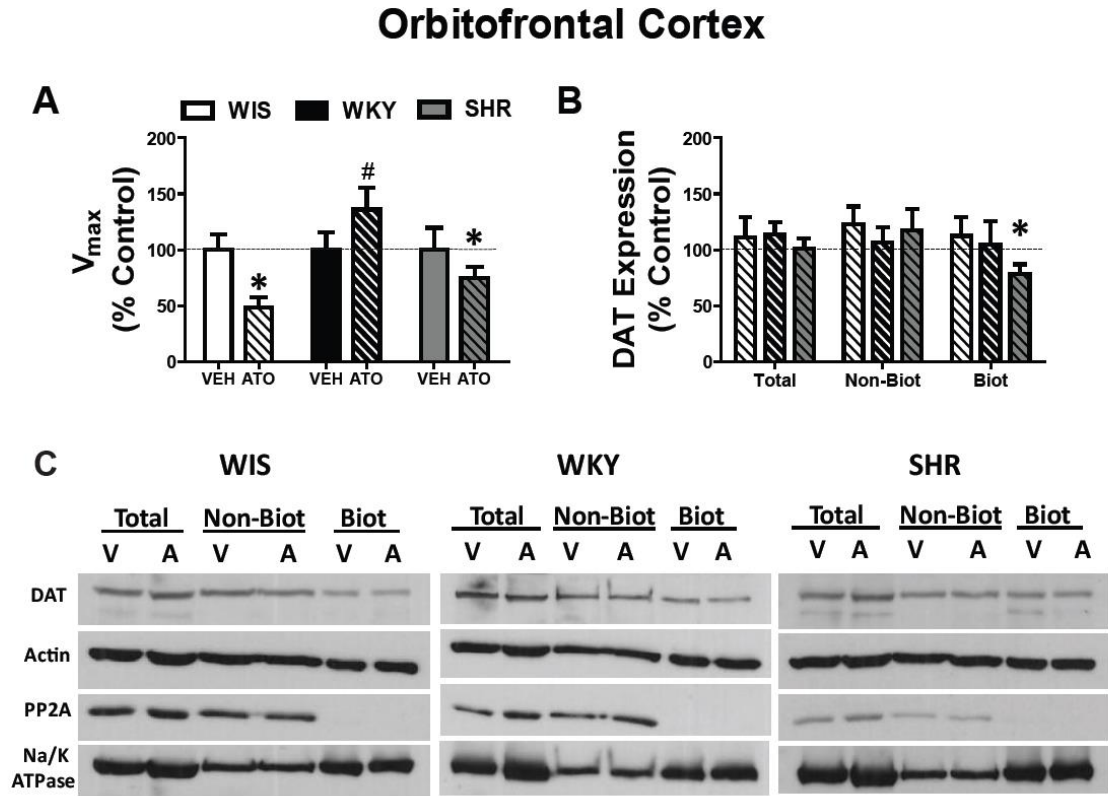 Orbitofrontal Cortex
A
WIS WKY SHR
B
Vmax
(% Control)
200
150
100
50
0
* # *
VEH ATO VEH ATO VEH ATO
DAT Expression
(% Control)
200
150
100
50
0
*
Total Non-Biot Biot
C
WIS WKY SHR
Total Non-Biot Biot Total Non-Biot Biot Total Non-Biot Biot
V A V A V A V A V A V A V A V A V A
DAT
Actin
PP2A
Na/K
ATPase